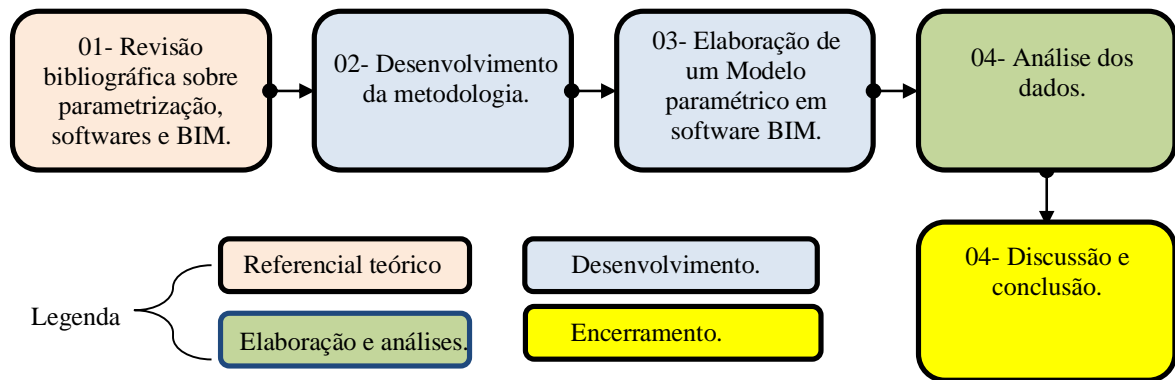 01- Revisão
bibliográfica sobre
parametrização,
softwares e BIM.
02- Desenvolvimento
da metodologia.
03- Elaboração de
um Modelo
paramétrico em
software BIM.
04- Análise dos
dados.
04- Discussão e
conclusão.
Legenda
Referencial teórico
Desenvolvimento.
Elaboração e análises.
Encerramento.